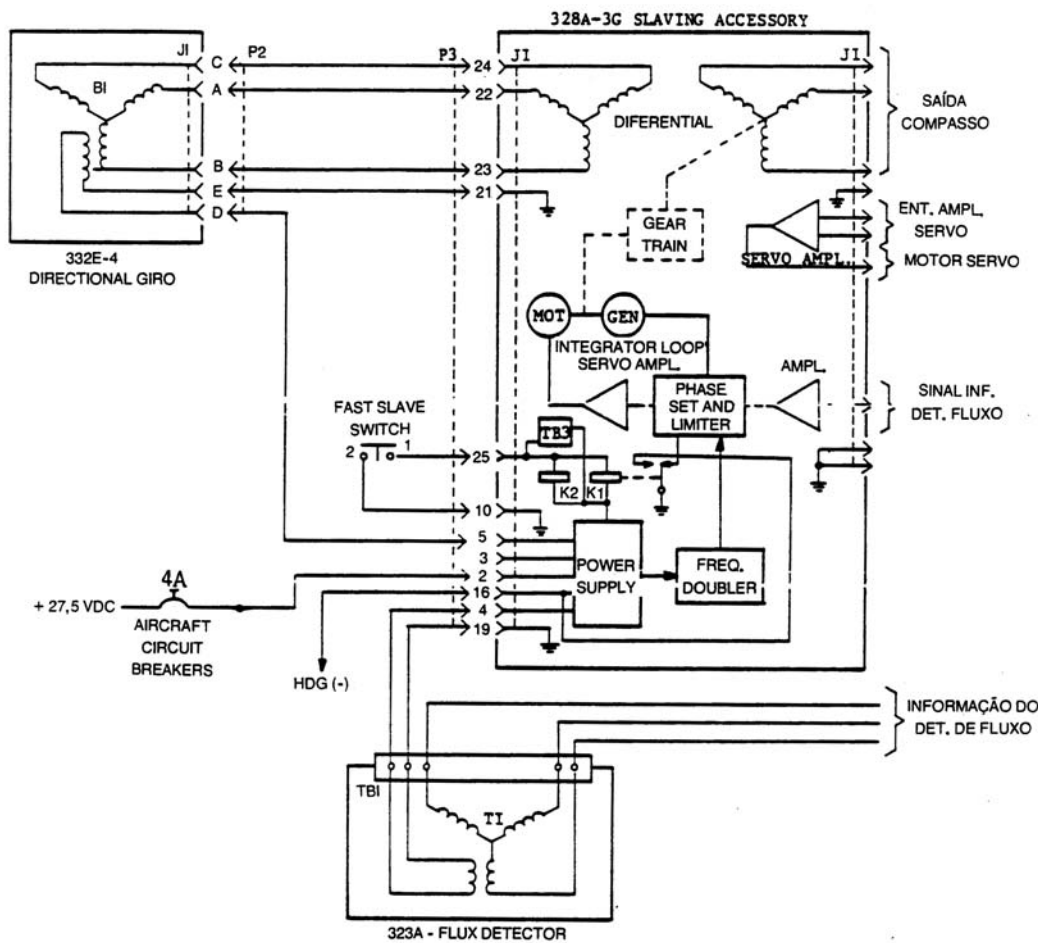 328A-3G SLAVING ACCESSORY
JI
P2
P3
JI
JI
C
24
BI
A
22
DIFERENTIAL
SAÍDA
COMPASSO
B
23
E
21
D
332E-4
DIRECTIONAL GIRO
GEAR
TRAIN
ENT. AMPL.
SERVO
SERVO AMPL.
MOTOR SERVO
MOT
GEN
INTEGRATOR LOOP
SERVO AMPL.
AMPL.
PHASE
SET AND
LIMITER
SINAL INF.
DET. FLUXO
FAST SLAVE
SWITCH
2
1
25
TB3
K2
K1
10
5
3
2
16
4
19
POWER
SUPPLY
FREQ.
DOUBLER
4A
+ 27,5 VDC
AIRCRAFT
CIRCUIT
BREAKERS
HDG (-)
INFORMAÇÃO DO
DET. DE FLUXO
TBI
TI
323A - FLUX DETECTOR